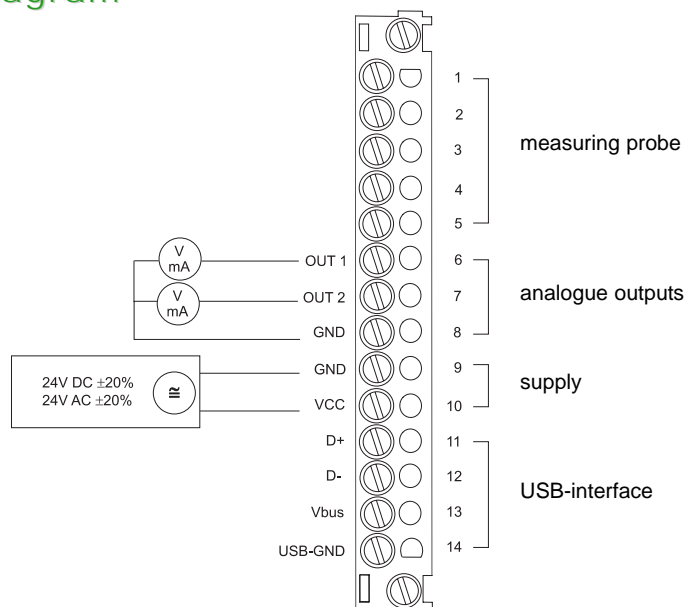 1
2
3
4
5
measuring probe
V
mA
OUT 1
6
V
mA
OUT 2
7
analogue outputs
GND
8
GND
9
24V DC ±20%
24V AC ±20%
≅
supply
VCC
10
D+
11
D-
12
USB-interface
Vbus
13
USB-GND
14